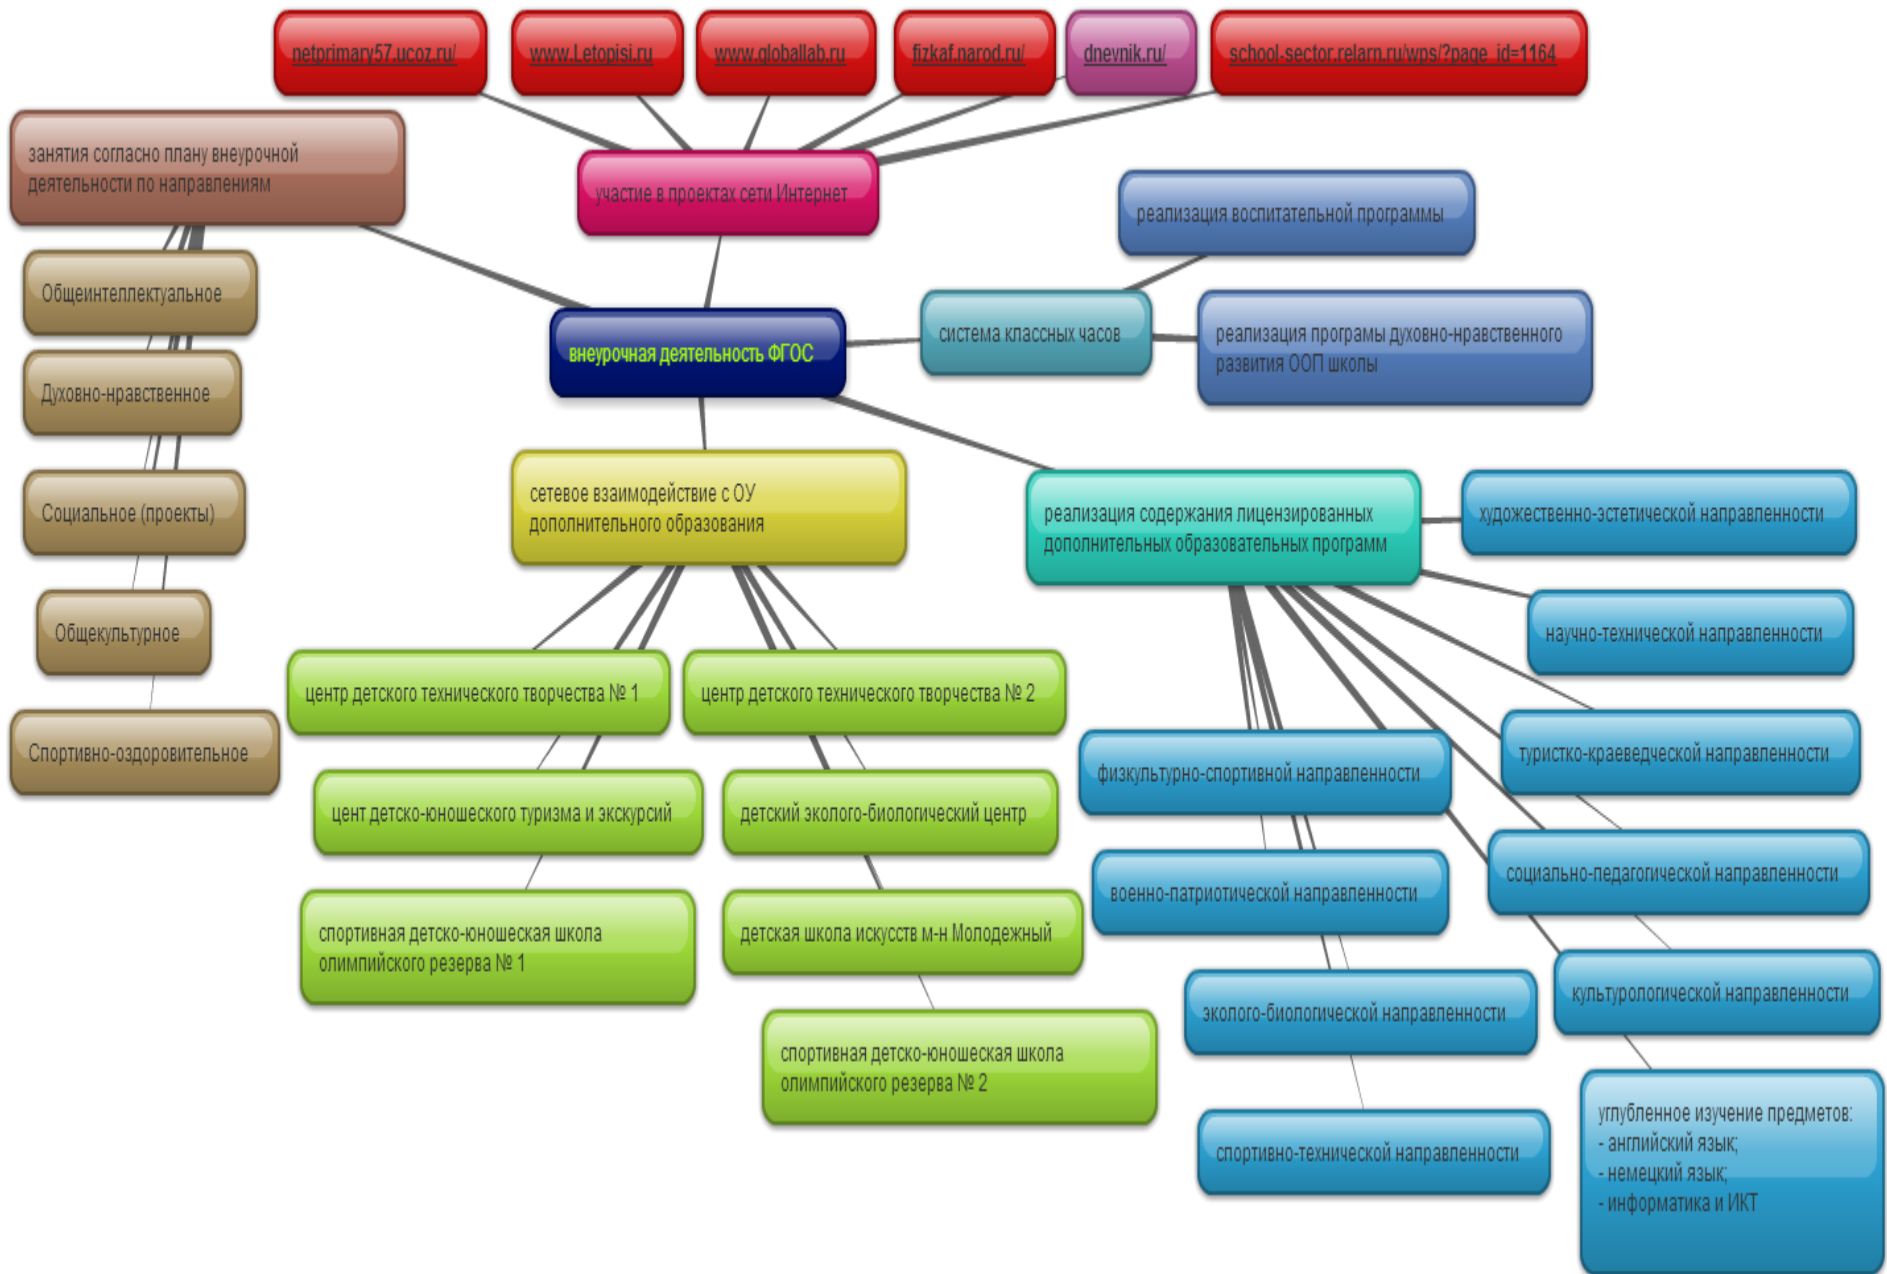 netprimary57.ucoz.ru/
www.Letopisi.ru
www.globallab.ru
fizkaf.narod.ru/
dnevnik.ru/
school-sector.relarn.ru/wps/?page_id=1164
занятия согласно плану внеурочной
деятельности по направлениям
участие в проектах сети Интернет
реализация воспитательной программы
Общеинтеллектуальное
внеурочная деятельность ФГОС
система классных часов
реализация програмы духовно-нравственного
развития ООП школы
Духовно-нравственное
Социальное (проекты)
Общекультурное
Спортивно-оздоровительное
сетевое взаимодействие с ОУ
дополнительного образования
реализация содержания лицензированных
дополнительных образовательных программ
художественно-эстетической направленности
научно-технической направленности
центр детского технического творчества № 1
центр детского технического творчества № 2
физкультурно-спортивной направленности
туристко-краеведческой направленности
цент детско-юношеского туризма и экскурсий
детский эколого-биологический центр
военно-патриотической направленности
социально-педагогической направленности
спортивная детско-юношеская школа
олимпийского резерва № 1
детская школа искусств м-н Молодежный
эколого-биологической направленности
культурологической направленности
спортивная детско-юношеская школа
олимпийского резерва № 2
спортивно-технической направленности
углубленное изучение предметов:
- английский язык;
- немецкий язык;
- информатика и ИКТ